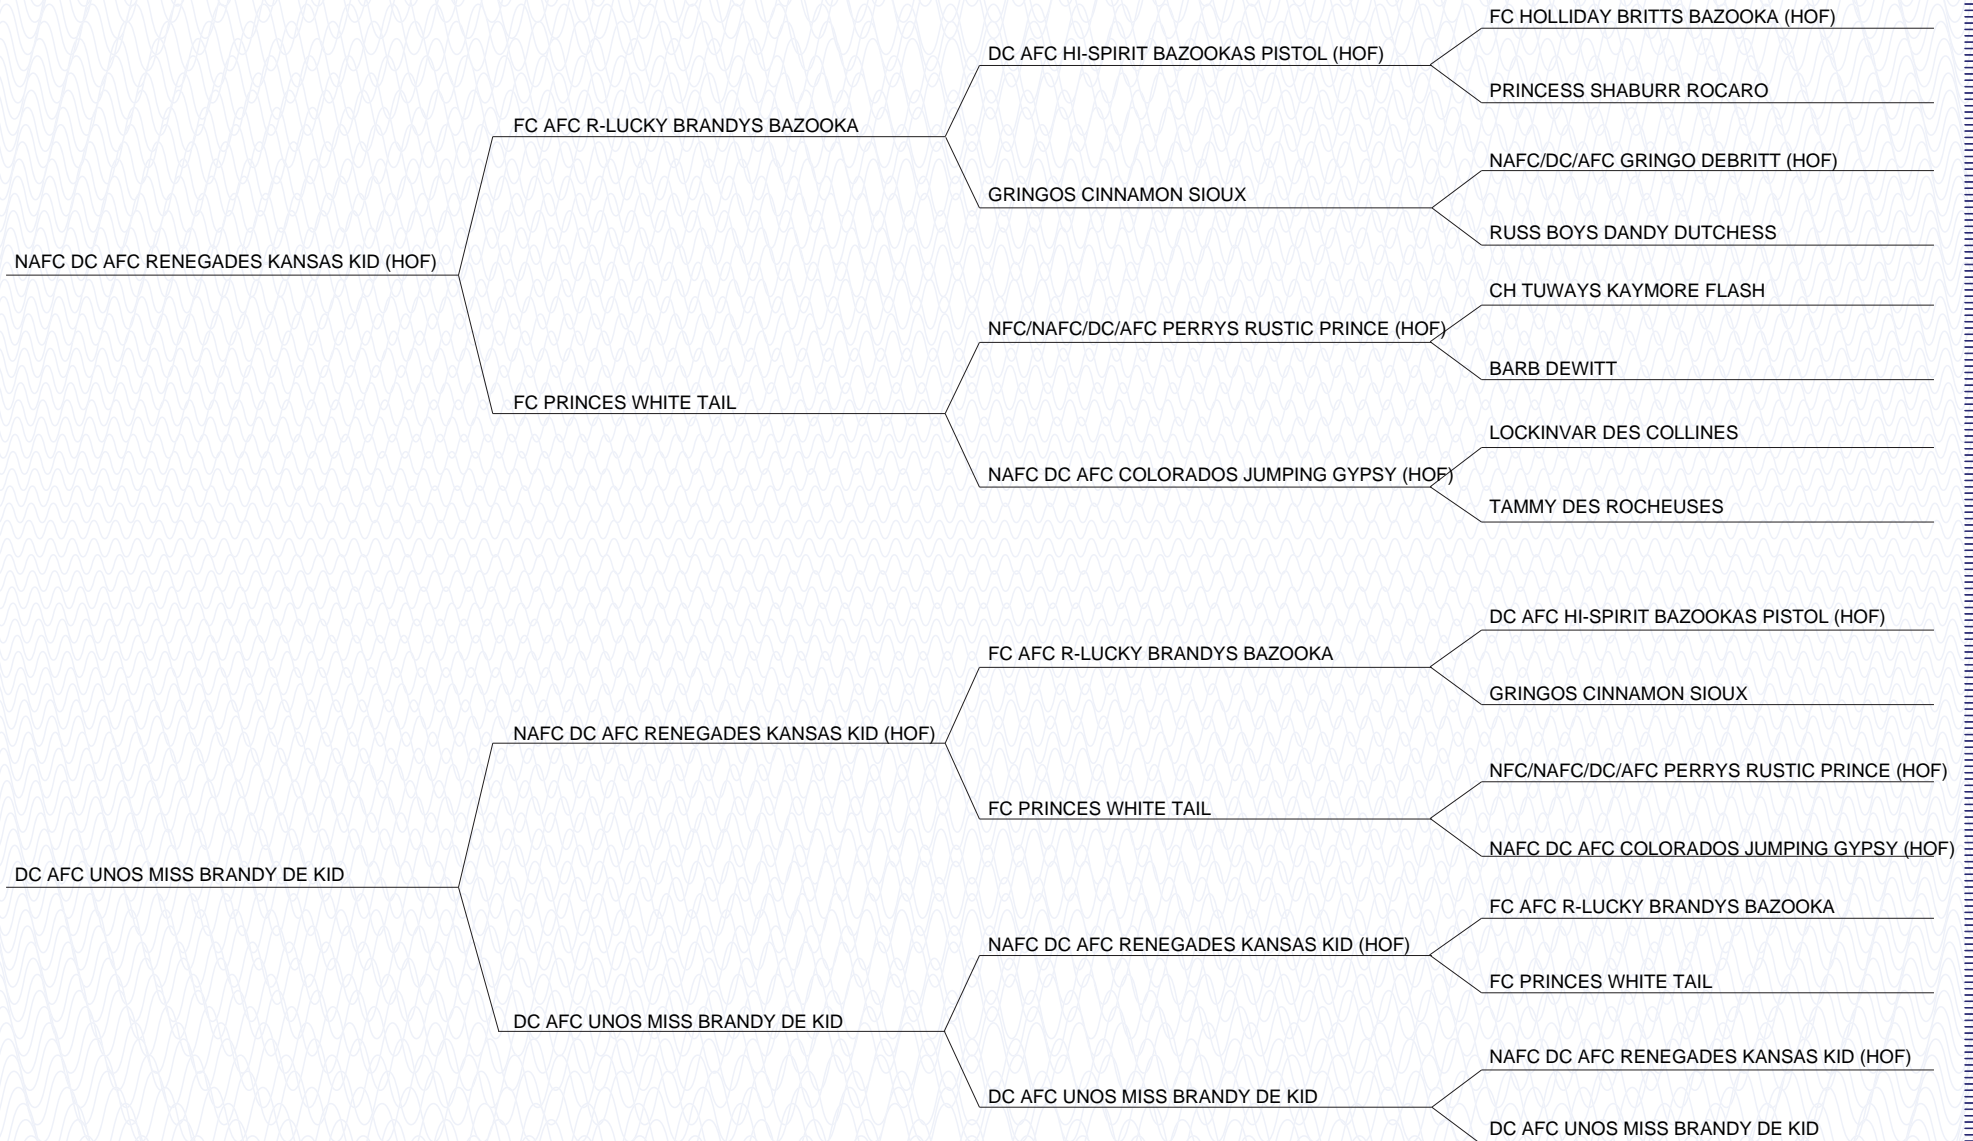 FC HOLLIDAY BRITTS BAZOOKA (HOF)
DC AFC HI-SPIRIT BAZOOKAS PISTOL (HOF)
PRINCESS SHABURR ROCARO
FC AFC R-LUCKY BRANDYS BAZOOKA
NAFC/DC/AFC GRINGO DEBRITT (HOF)
GRINGOS CINNAMON SIOUX
RUSS BOYS DANDY DUTCHESS
NAFC DC AFC RENEGADES KANSAS KID (HOF)
CH TUWAYS KAYMORE FLASH
NFC/NAFC/DC/AFC PERRYS RUSTIC PRINCE (HOF)
BARB DEWITT
FC PRINCES WHITE TAIL
LOCKINVAR DES COLLINES
NAFC DC AFC COLORADOS JUMPING GYPSY (HOF)
TAMMY DES ROCHEUSES
DC AFC HI-SPIRIT BAZOOKAS PISTOL (HOF)
FC AFC R-LUCKY BRANDYS BAZOOKA
GRINGOS CINNAMON SIOUX
NAFC DC AFC RENEGADES KANSAS KID (HOF)
NFC/NAFC/DC/AFC PERRYS RUSTIC PRINCE (HOF)
FC PRINCES WHITE TAIL
NAFC DC AFC COLORADOS JUMPING GYPSY (HOF)
DC AFC UNOS MISS BRANDY DE KID
FC AFC R-LUCKY BRANDYS BAZOOKA
NAFC DC AFC RENEGADES KANSAS KID (HOF)
FC PRINCES WHITE TAIL
DC AFC UNOS MISS BRANDY DE KID
NAFC DC AFC RENEGADES KANSAS KID (HOF)
DC AFC UNOS MISS BRANDY DE KID
DC AFC UNOS MISS BRANDY DE KID